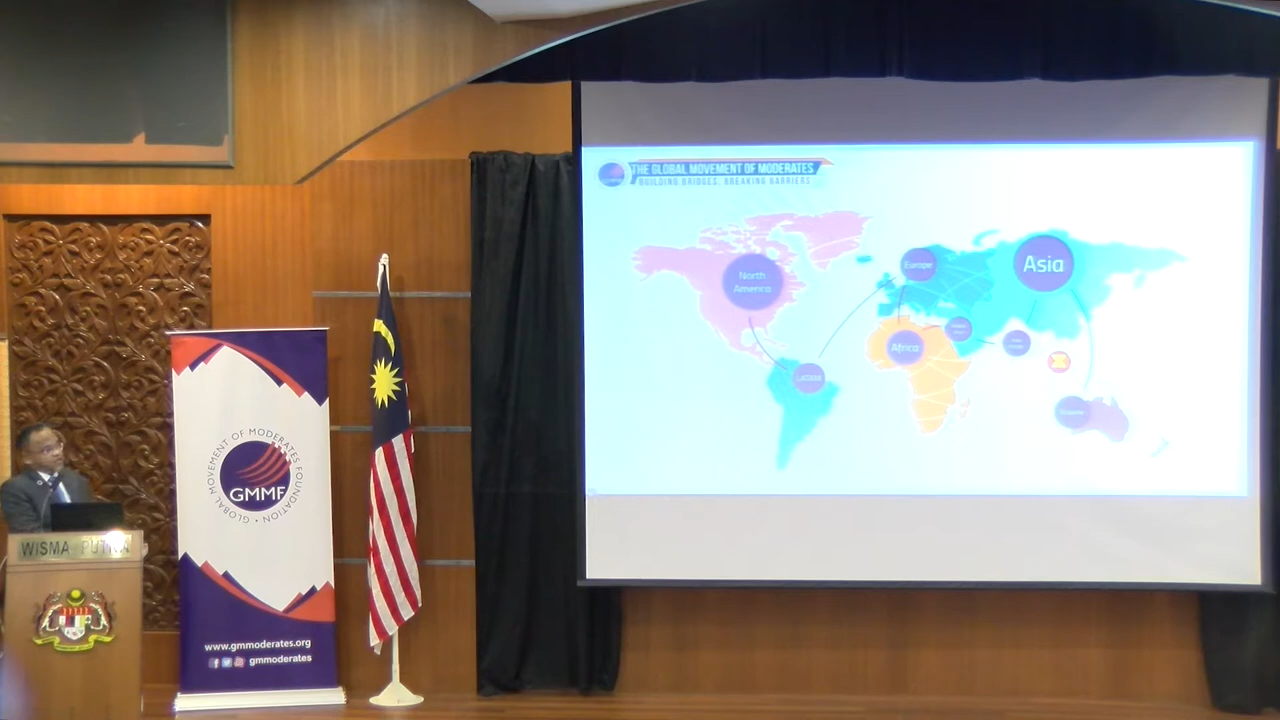 THE GLOBAL MOVEMENT OF MODERATES
BUILDING BRIDGES, BREAKING BARRIERS
North
America
Europe
Asia
Africa
LATAM
Oceania
GLOBAL MOVEMENT OF MODERATES FOUNDATION
GMMF
www.gmmoderates.org
gmmoderates
WISMA PUTRA